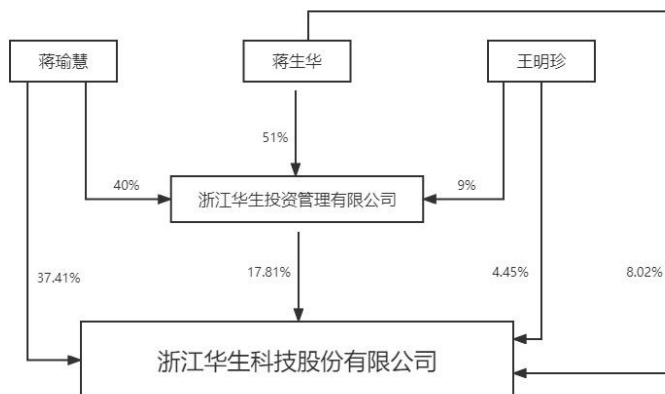 蒋瑜慧
蒋生华
王明珍
51%
40%
9%
浙江华生投资管理有限公司
37.41%
17.81%
4.45%
8.02%
浙江华生科技股份有限公司